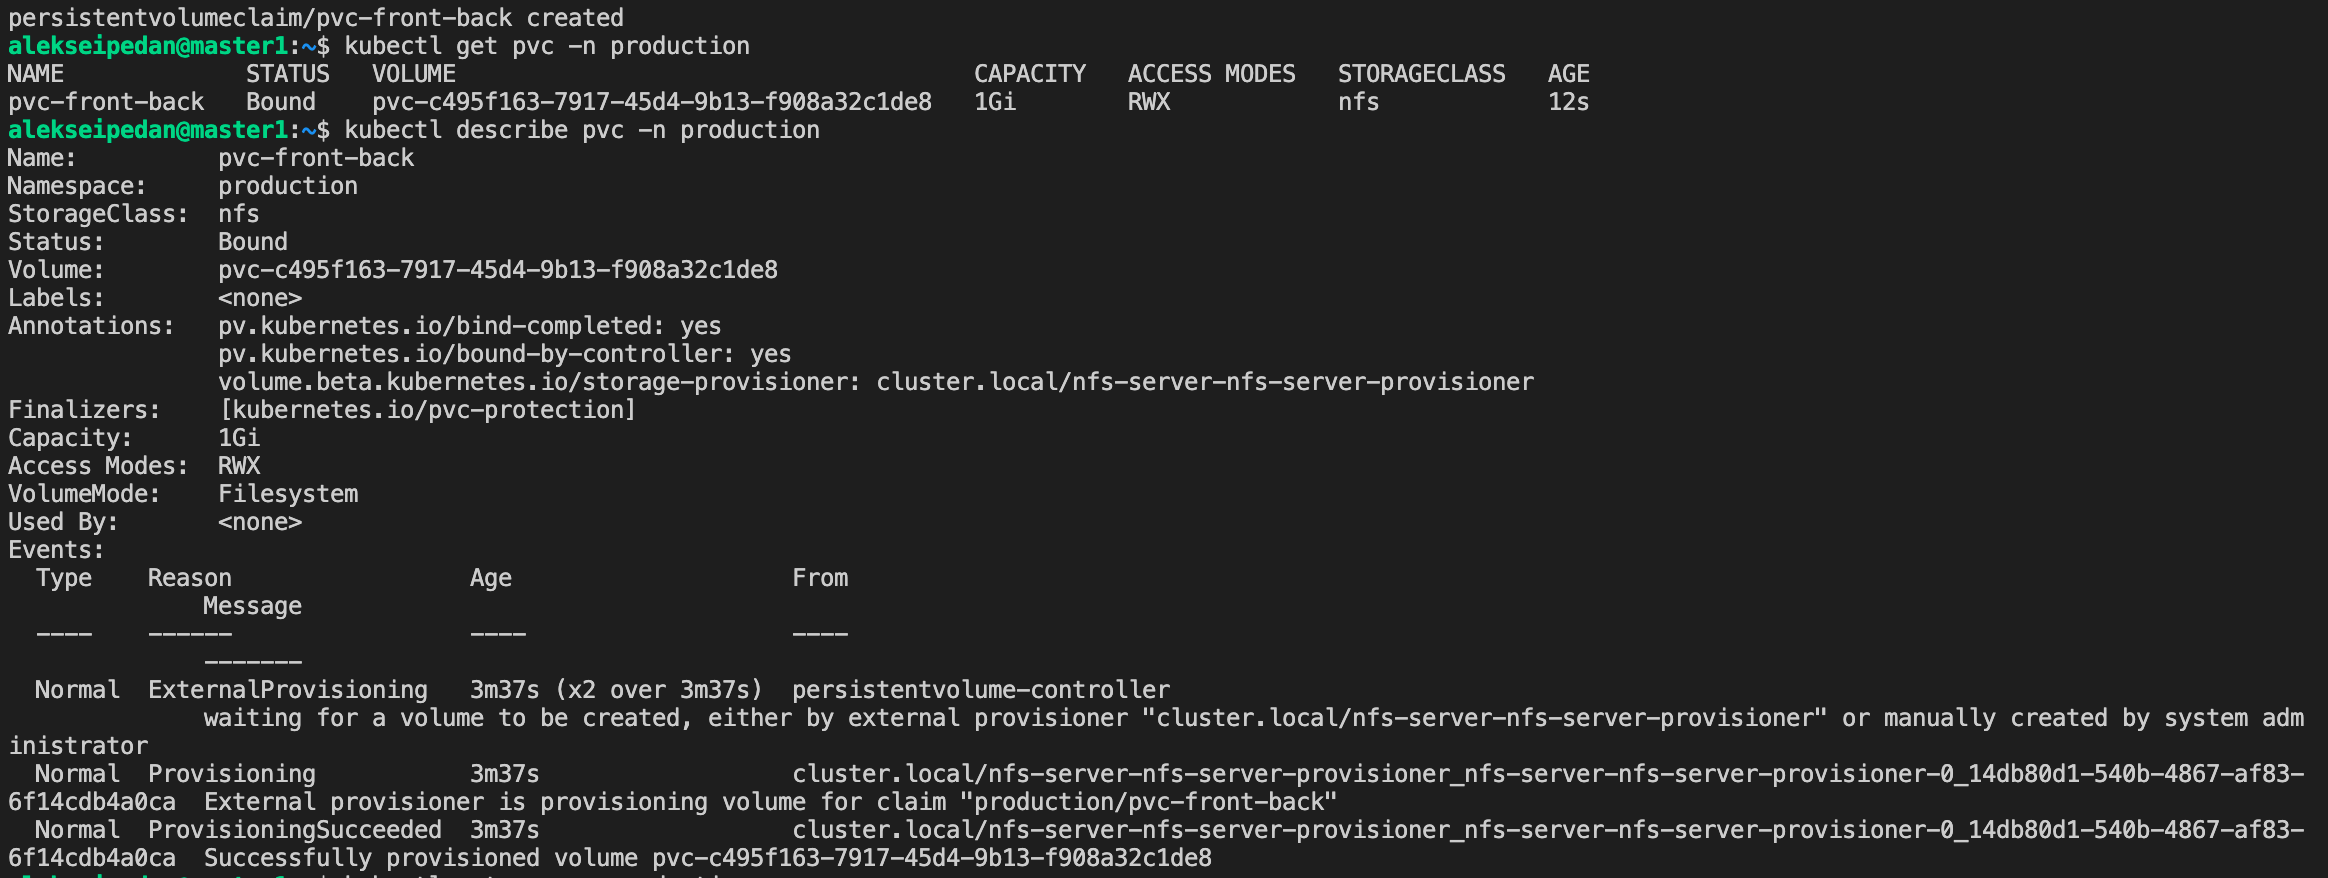 persistentvolumeclaim/pvc-front-back created
alekseipedan@master1:~$ kubectl get pvc -n production
NAME             STATUS   VOLUME                                     CAPACITY   ACCESS MODES   STORAGECLASS   AGE
pvc-front-back   Bound    pvc-c495f163-7917-45d4-9b13-f908a32c1de8   1Gi        RWX            nfs            12s
alekseipedan@master1:~$ kubectl describe pvc -n production
Name:          pvc-front-back
Namespace:     production
StorageClass:  nfs
Status:        Bound
Volume:        pvc-c495f163-7917-45d4-9b13-f908a32c1de8
Labels:        <none>
Annotations:   pv.kubernetes.io/bind-completed: yes
               pv.kubernetes.io/bound-by-controller: yes
               volume.beta.kubernetes.io/storage-provisioner: cluster.local/nfs-server-nfs-server-provisioner
Finalizers:    [kubernetes.io/pvc-protection]
Capacity:      1Gi
Access Modes:  RWX
VolumeMode:    Filesystem
Used By:       <none>
Events:
  Type    Reason                 Age                    From
              Message
  ----    ------                 ----                   ----
              -------
  Normal  ExternalProvisioning   3m37s (x2 over 3m37s)  persistentvolume-controller
              waiting for a volume to be created, either by external provisioner "cluster.local/nfs-server-nfs-server-provisioner" or manually created by system adm
inistrator
  Normal  Provisioning           3m37s                  cluster.local/nfs-server-nfs-server-provisioner_nfs-server-nfs-server-provisioner-0_14db80d1-540b-4867-af83-
6f14cdb4a0ca  External provisioner is provisioning volume for claim "production/pvc-front-back"
  Normal  ProvisioningSucceeded  3m37s                  cluster.local/nfs-server-nfs-server-provisioner_nfs-server-nfs-server-provisioner-0_14db80d1-540b-4867-af83-
6f14cdb4a0ca  Successfully provisioned volume pvc-c495f163-7917-45d4-9b13-f908a32c1de8